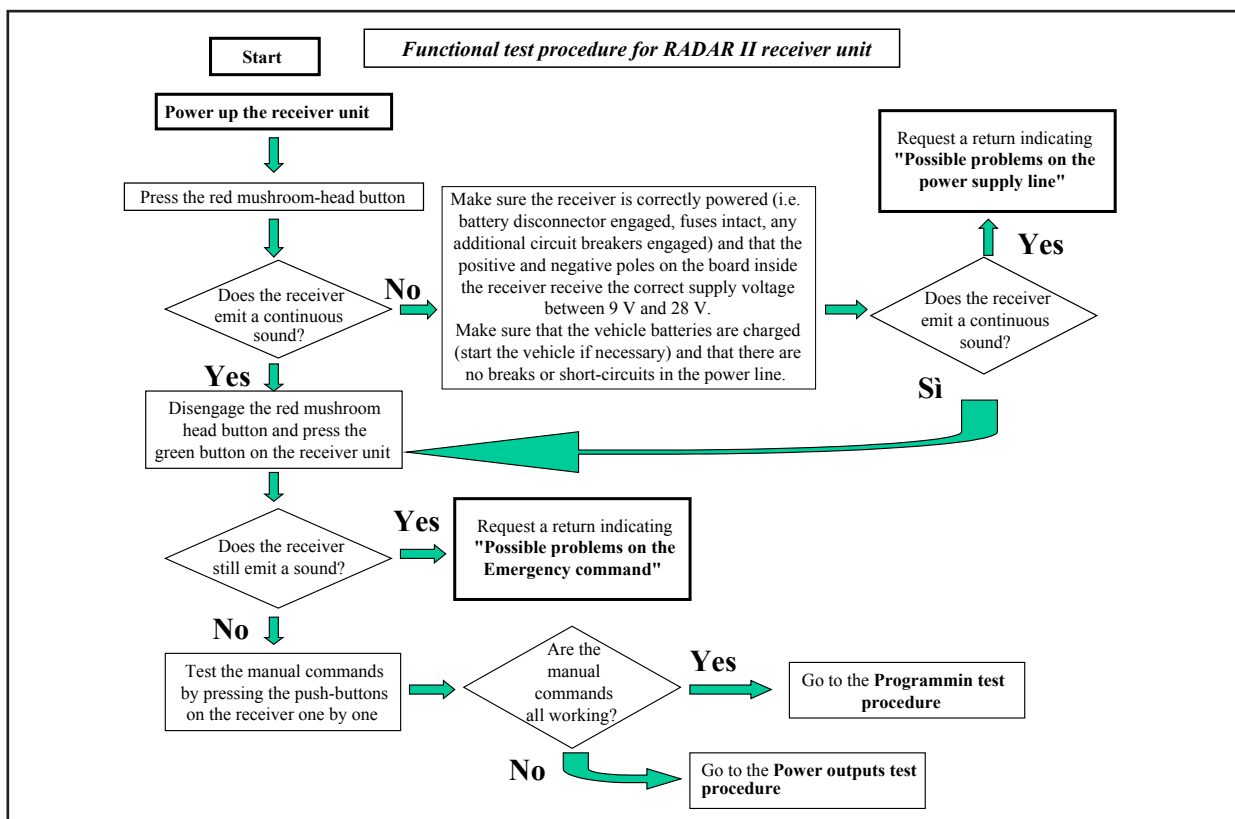 Functional test procedure for RADAR II receiver unit
Start
Power up the receiver unit
Press the red mushroom-head button
Does the receiver
emit a continuous
sound?
No
Make sure the receiver is correctly powered (i.e.
battery disconnector engaged, fuses intact, any
additional circuit breakers engaged) and that the
positive and negative poles on the board inside
the receiver receive the correct supply voltage
between 9 V and 28 V.
Make sure that the vehicle batteries are charged
(start the vehicle if necessary) and that there are
no breaks or short-circuits in the power line.
Does the receiver
emit a continuous
sound?
Yes
Request a return indicating
"Possible problems on the
power supply line"
Sì
Yes
Disengage the red mushroom
head button and press the
green button on the receiver unit
Does the receiver
still emit a sound?
Yes
Request a return indicating
"Possible problems on the
Emergency command"
No
Test the manual commands
by pressing the push-buttons
on the receiver one by one
Are the
manual
commands
all working?
Yes
Go to the Programmin test
procedure
No
Go to the Power outputs test
procedure